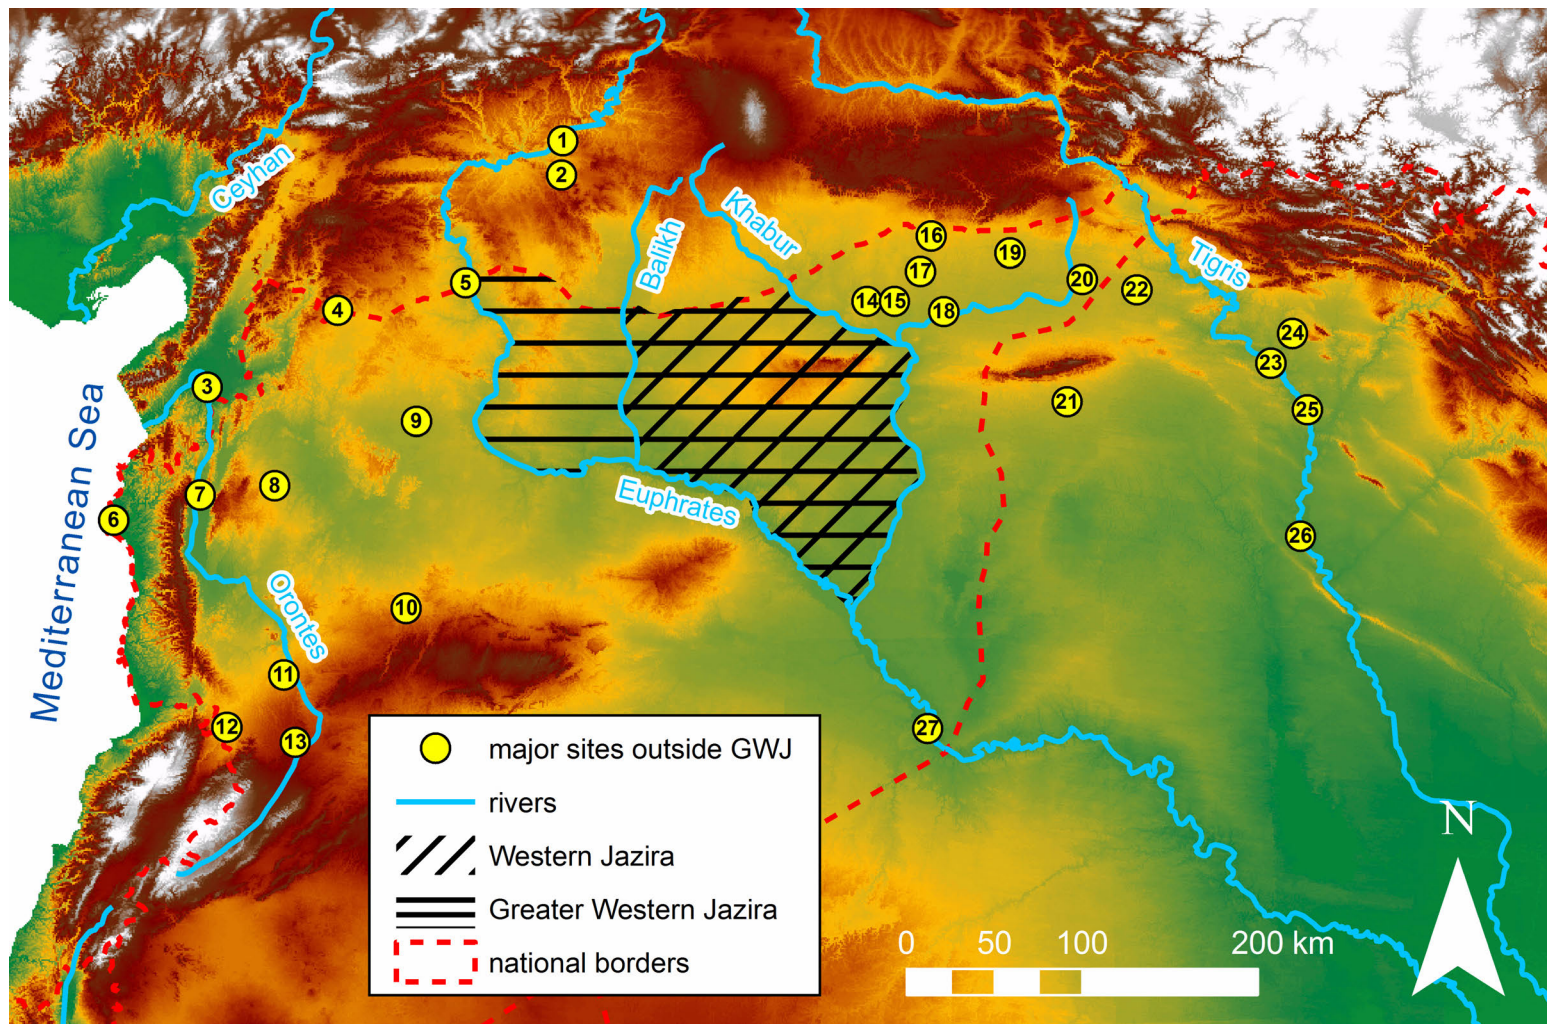 1
2
Ceyhan
Khabur
Balikh
16
19
Tigris
17
20
5
22
14
15
18
4
24
23
3
21
25
9
Mediterranean Sea
8
7
Euphrates
6
26
Orontes
10
11
12
13
27
major sites outside GWJ
rivers
Western Jazira
Greater Western Jazira
national borders
N
0 50 100 200 km